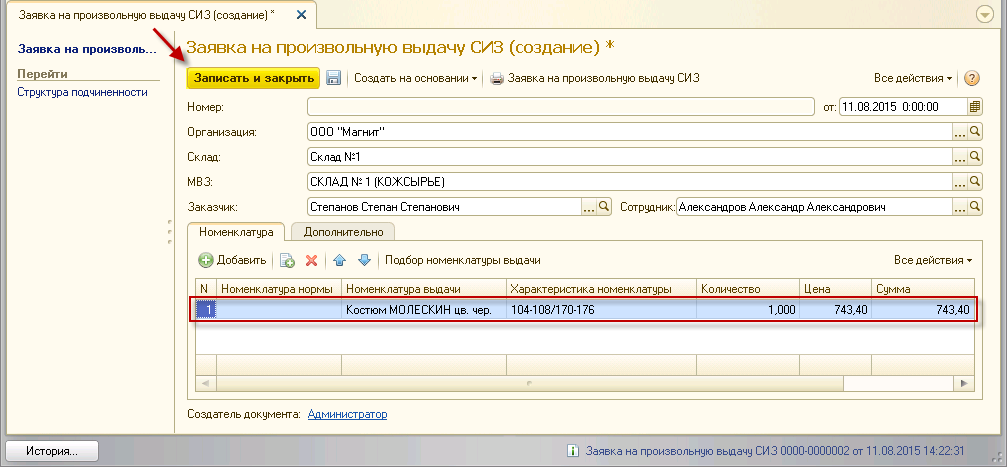 Заявка на произвольную выдачу СИЗ (создание) *
Заявка на произволь...
Перейти
Структура подчиненности
Заявка на произвольную выдачу СИЗ (создание) *
Записать и закрыть Создать на основании Заявка на произвольную выдачу СИЗ Все действия ?
Номер: от: 11.08.2015 0:00:00
Организация: ООО "Магнит" ...
Склад: Склад №1 ...
МВЗ: СКЛАД № 1 (КОЖСЫРЬЕ) ...
Заказчик: Степанов Степан Степанович ... Сотрудник: Александров Александр Александрович ...
Номенклатура Дополнительно
Добавить Подбор номенклатуры выдачи Все действия
N Номенклатура нормы Номенклатура выдачи Характеристика номенклатуры Количество Цена Сумма
1 Костюм МОЛЕСКИН цв. чер. 104-108/170-176 1,000 743,40 743,40
Создатель документа: Администратор
История... Заявка на произвольную выдачу СИЗ 0000-0000002 от 11.08.2015 14:22:31